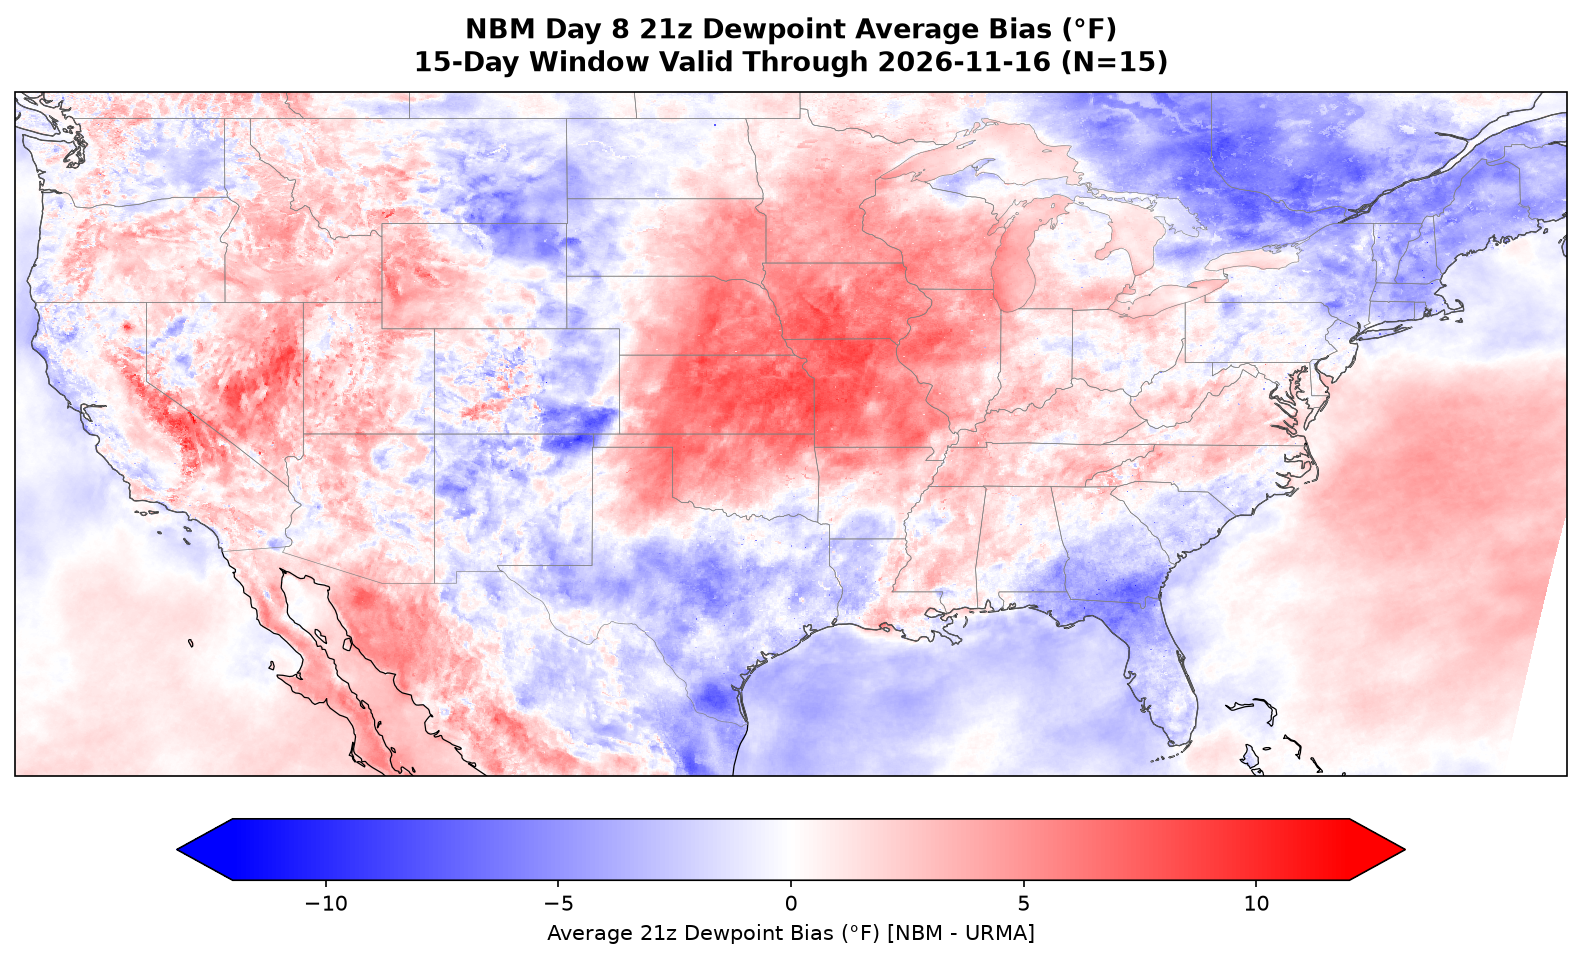 NBM Day 8 21z Dewpoint Average Bias (°F)
15-Day Window Valid Through 2026-11-16 (N=15)
−10 −5 0 5 10
Average 21z Dewpoint Bias (°F) [NBM - URMA]